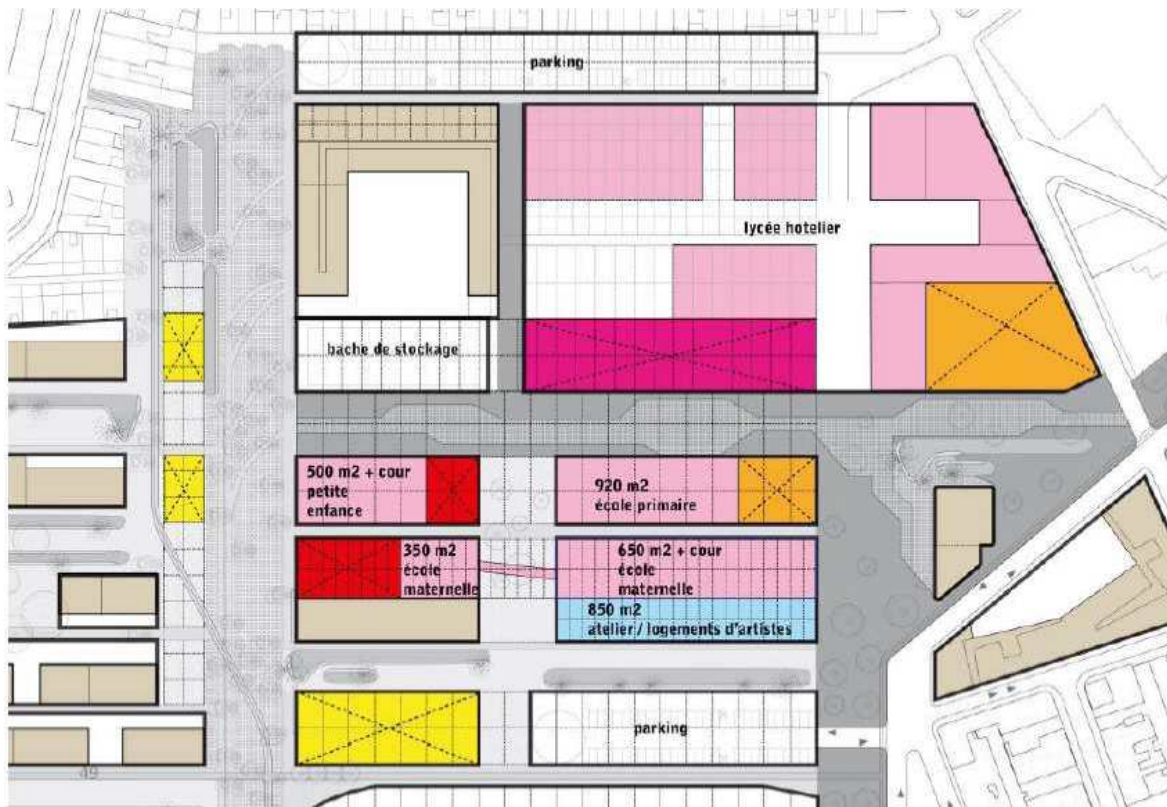 parking
lycée hotelier
bache de stockage
500 m2 + cour
petite
enfance
920 m2
école primaire
350 m2
école
maternelle
650 m2 + cour
école
maternelle
850 m2
atelier / logements d'artistes
parking
49